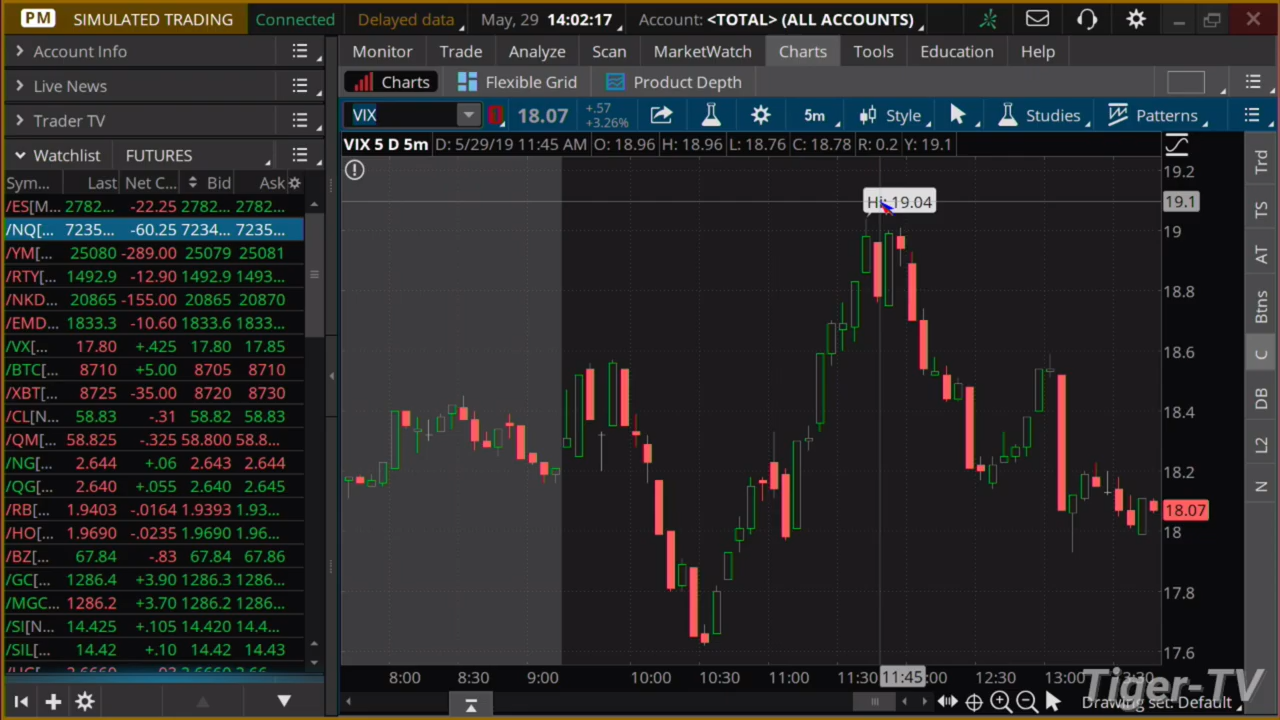 PM SIMULATED TRADING Connected Delayed data May, 29 14:02:17 Account: <TOTAL> (ALL ACCOUNTS)
Account Info
Live News
Trader TV
Watchlist FUTURES
Sym... Last Net C... Bid Ask
/ES[M... 2782... -22.25 2782... 2782...
/NQ[... 7235... -60.25 7234... 7235...
/YM[... 25080 -289.00 25079 25081
/RTY[... 1492.9 -12.90 1492.9 1493...
/NKD... 20865 -155.00 20865 20870
/EMD... 1833.3 -10.60 1833.6 1833...
/VX[... 17.80 +.425 17.80 17.85
/BTC[... 8710 +5.00 8705 8710
/XBT[... 8725 -35.00 8720 8730
/CL[N... 58.83 -.31 58.82 58.83
/QM[... 58.825 -.325 58.800 58.8...
/NG[... 2.644 +.06 2.643 2.644
/QG[... 2.640 +.055 2.640 2.645
/RB[... 1.9403 -.0164 1.9393 1.93...
/HO[... 1.9690 -.0235 1.9690 1.96...
/BZ[... 67.84 -.83 67.84 67.86
/GC[... 1286.4 +3.90 1286.3 1286...
/MGC... 1286.2 +3.70 1286.2 1286...
/SI[N... 14.425 +.105 14.420 14.4...
/SIL[... 14.42 +.10 14.42 14.43
Monitor Trade Analyze Scan MarketWatch Charts Tools Education Help
Charts Flexible Grid Product Depth
VIX 18.07 +.57 +3.26% 5m Style Studies Patterns
VIX 5 D 5m D: 5/29/19 11:45 AM O: 18.96 H: 18.96 L: 18.76 C: 18.78 R: 0.2 Y: 19.1
19.2
Hi: 19.04 19.1
19
18.8
18.6
18.4
18.2
18.07
18
17.8
17.6
8:00 8:30 9:00 10:00 10:30 11:00 11:30 11:45 :00 12:30 13:00 13:30
Trd
TS
AT
Btns
C
DB
L2
N
Drawing set: Default
Tiger-TV